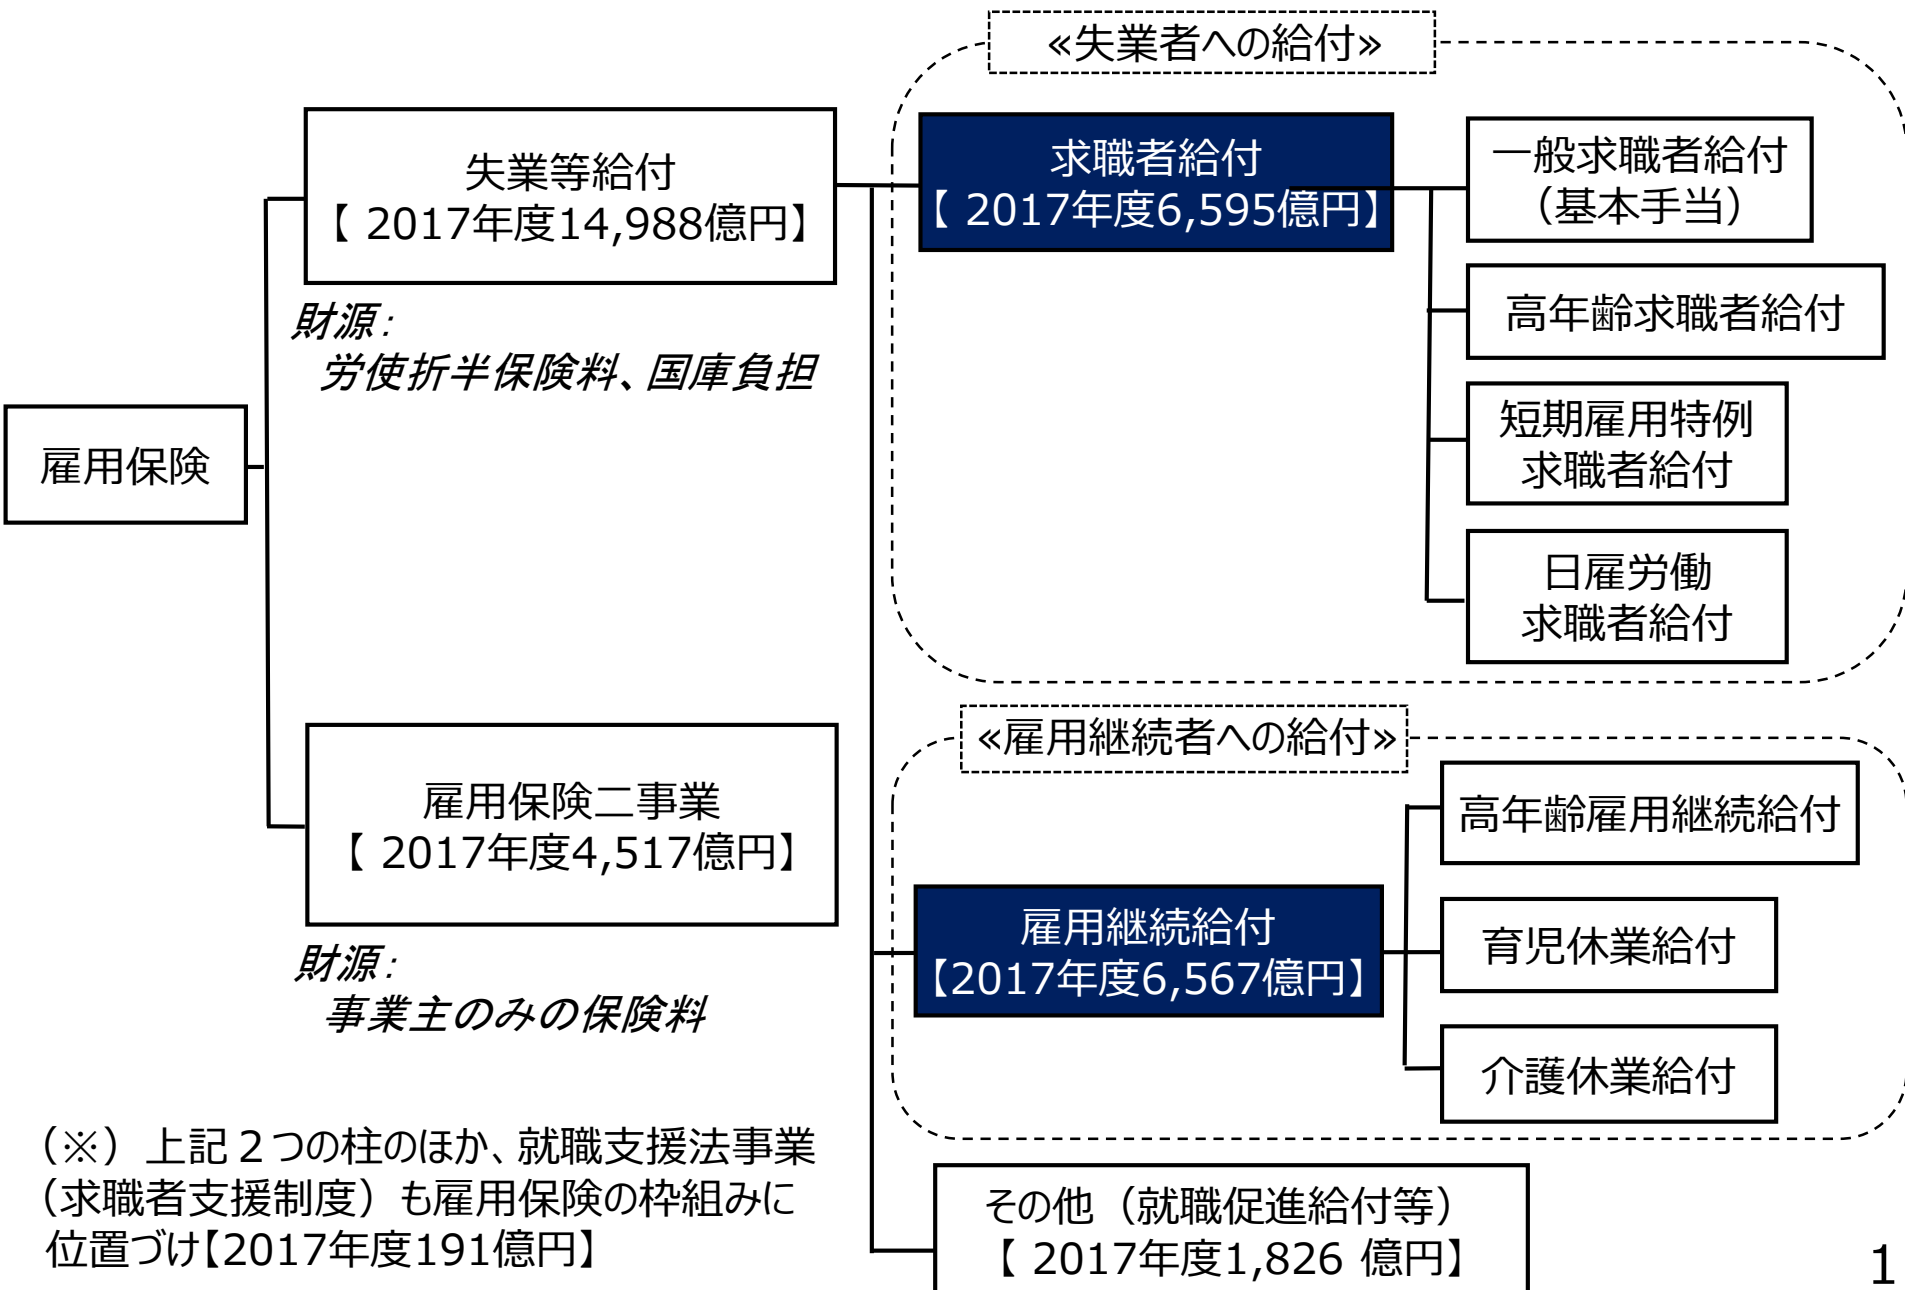 «失業者への給付»
失業等給付
【 2017年度14,988億円】
財源:
労使折半保険料、国庫負担
求職者給付
【 2017年度6,595億円】
一般求職者給付
（基本手当）
高年齢求職者給付
短期雇用特例
求職者給付
日雇労働
求職者給付
雇用保険
雇用保険二事業
【 2017年度4,517億円】
財源:
事業主のみの保険料
«雇用継続者への給付»
雇用継続給付
【2017年度6,567億円】
高年齢雇用継続給付
育児休業給付
介護休業給付
その他（就職促進給付等）
【 2017年度1,826 億円】
（※）上記２つの柱のほか、就職支援法事業
（求職者支援制度）も雇用保険の枠組みに
位置づけ【2017年度191億円】
1